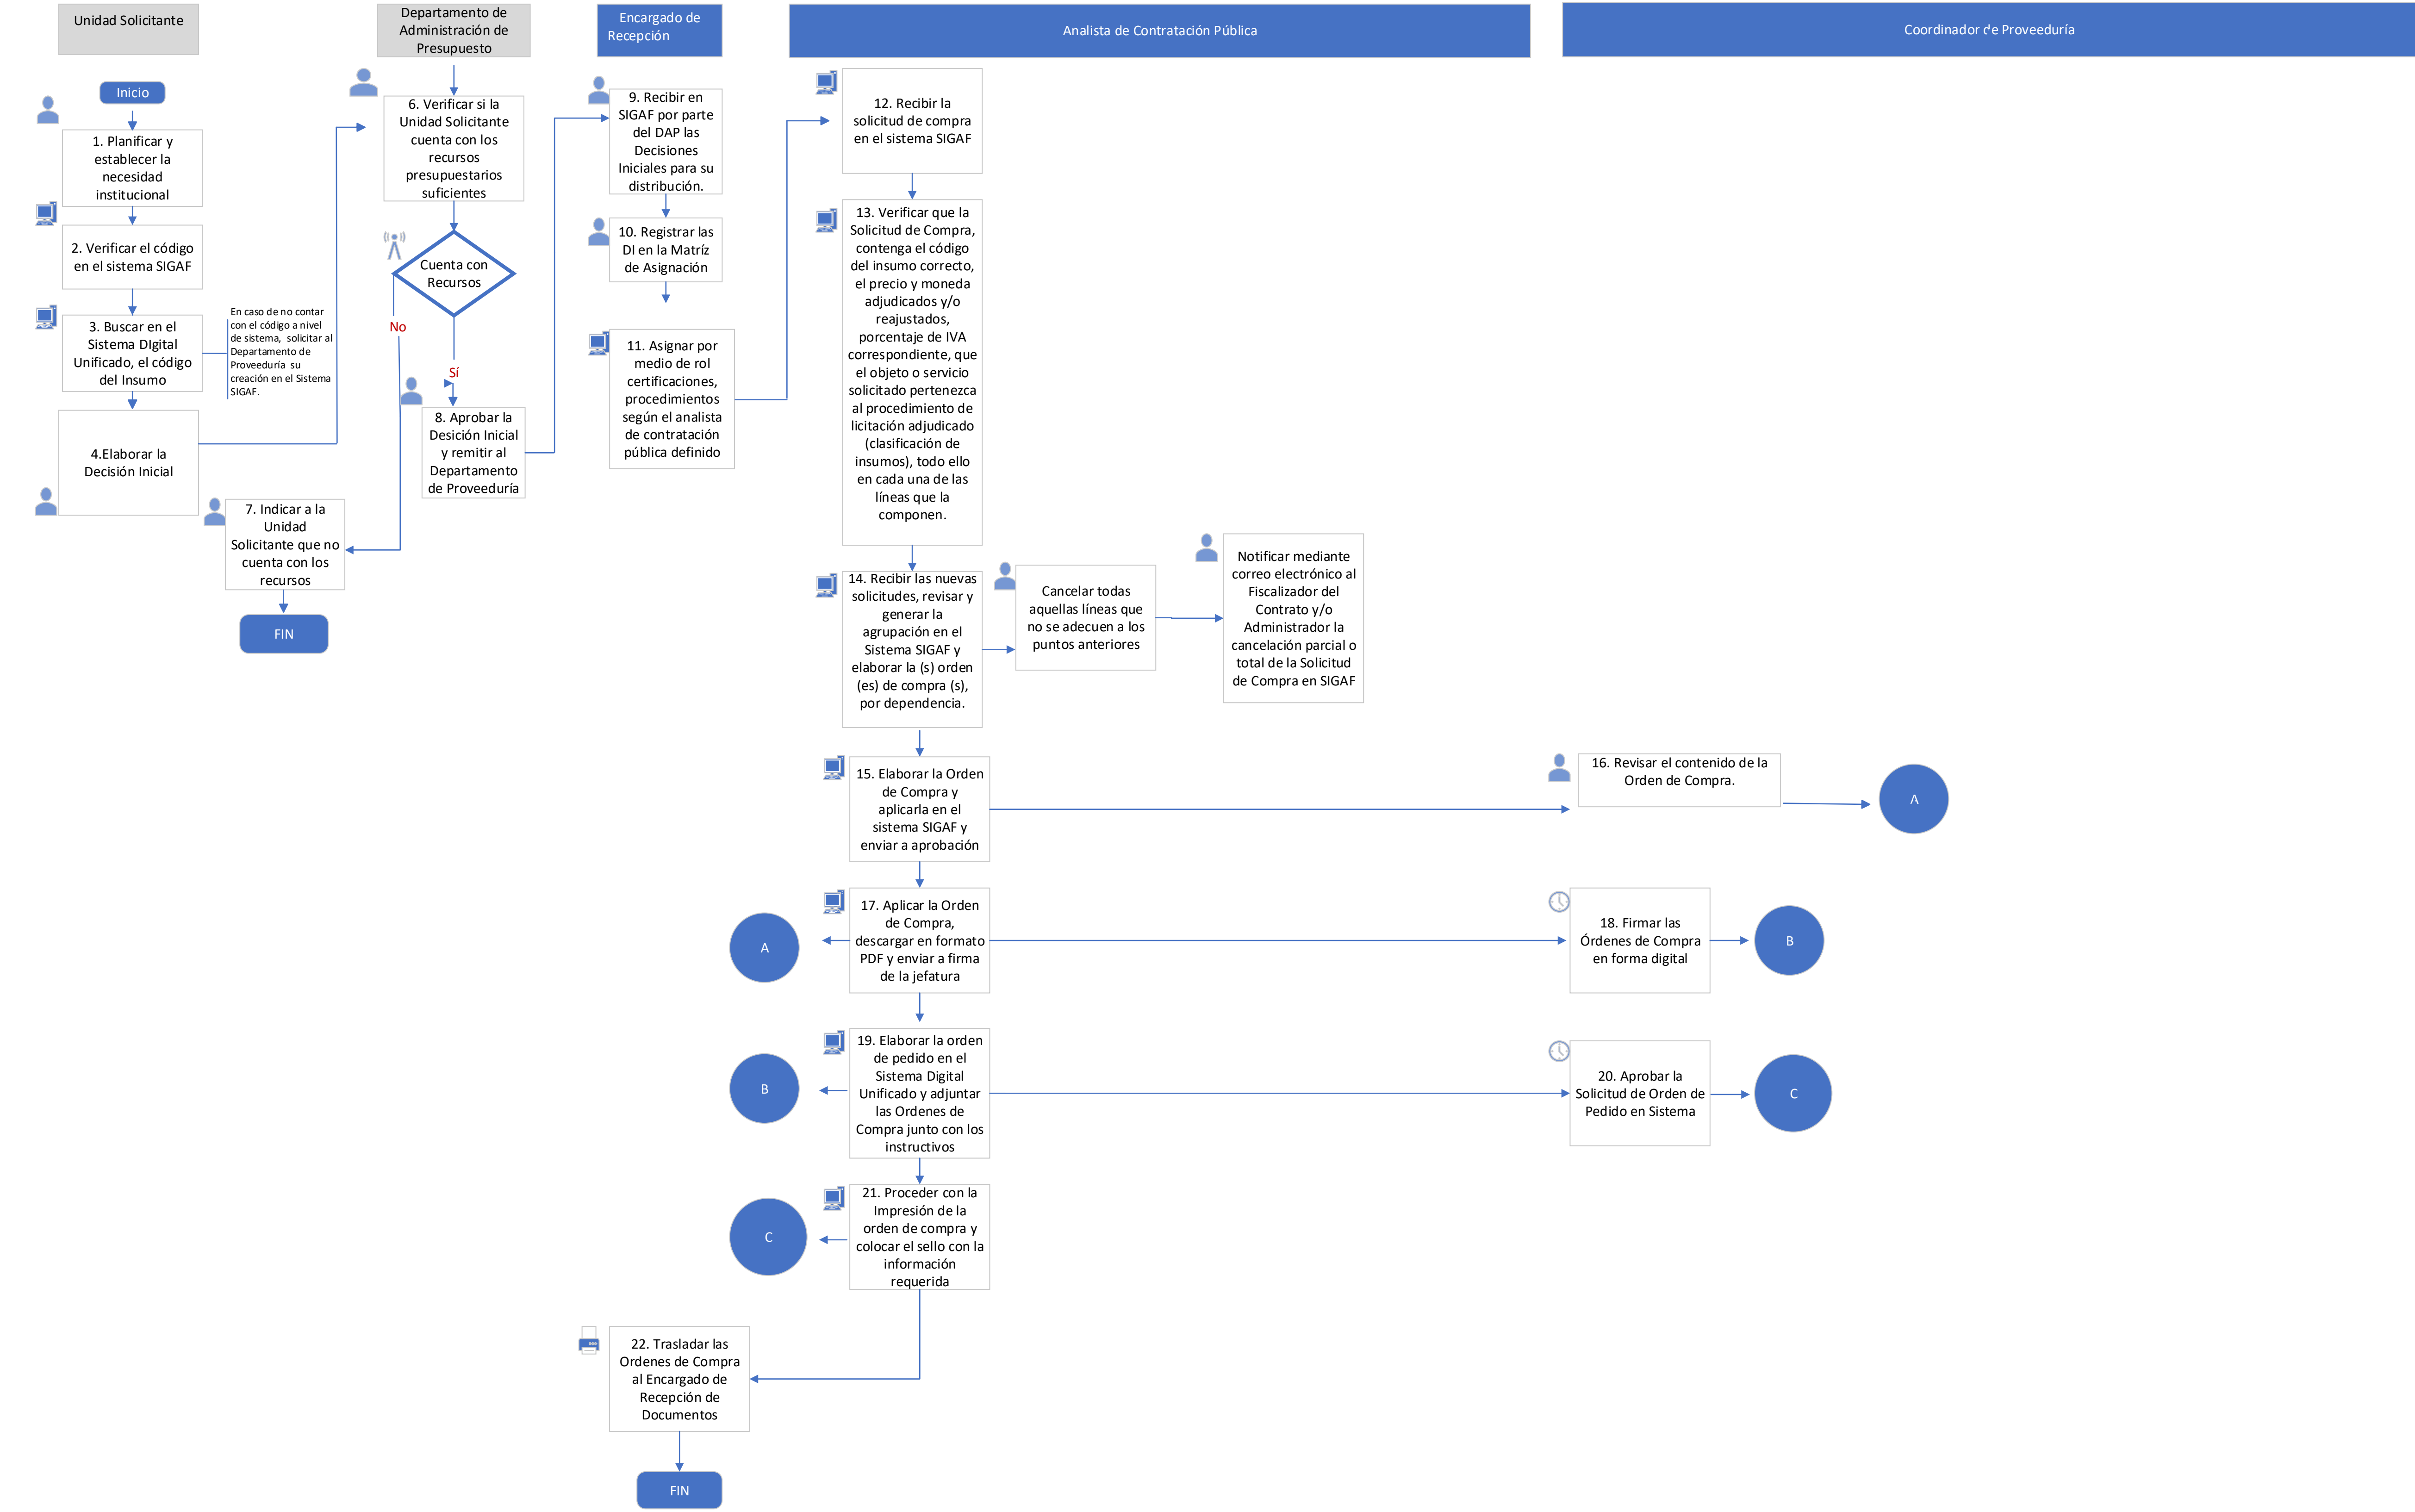 Unidad Solicitante
Departamento de
Administración de
Presupuesto
Encargado de
Recepción
Analista de Contratación Pública
Coordinador de Proveeduría
Inicio
1. Planificar y
establecer la
necesidad
institucional
2. Verificar el código
en el sistema SIGAF
3. Buscar en el
Sistema DIgital
Unificado, el código
del Insumo
En caso de no contar
con el código a nivel
de sistema, solicitar al
Departamento de
Proveeduría su
creación en el Sistema
SIGAF.
4.Elaborar la
Decisión Inicial
6. Verificar si la
Unidad Solicitante
cuenta con los
recursos
presupuestarios
suficientes
Cuenta con
Recursos
No
Sí
7. Indicar a la
Unidad
Solicitante que no
cuenta con los
recursos
FIN
8. Aprobar la
Desición Inicial
y remitir al
Departamento
de Proveeduría
9. Recibir en
SIGAF por parte
del DAP las
Decisiones
Iniciales para su
distribución.
10. Registrar las
DI en la Matríz
de Asignación
11. Asignar por
medio de rol
certificaciones,
procedimientos
según el analista
de contratación
pública definido
12. Recibir la
solicitud de compra
en el sistema SIGAF
13. Verificar que la
Solicitud de Compra,
contenga el código
del insumo correcto,
el precio y moneda
adjudicados y/o
reajustados,
porcentaje de IVA
correspondiente, que
el objeto o servicio
solicitado pertenezca
al procedimiento de
licitación adjudicado
(clasificación de
insumos), todo ello
en cada una de las
líneas que la
componen.
14. Recibir las nuevas
solicitudes, revisar y
generar la
agrupación en el
Sistema SIGAF y
elaborar la (s) orden
(es) de compra (s),
por dependencia.
Cancelar todas
aquellas líneas que
no se adecuen a los
puntos anteriores
Notificar mediante
correo electrónico al
Fiscalizador del
Contrato y/o
Administrador la
cancelación parcial o
total de la Solicitud
de Compra en SIGAF
15. Elaborar la Orden
de Compra y
aplicarla en el
sistema SIGAF y
enviar a aprobación
16. Revisar el contenido de la
Orden de Compra.
A
A
17. Aplicar la Orden
de Compra,
descargar en formato
PDF y enviar a firma
de la jefatura
18. Firmar las
Órdenes de Compra
en forma digital
B
B
19. Elaborar la orden
de pedido en el
Sistema Digital
Unificado y adjuntar
las Ordenes de
Compra junto con los
instructivos
20. Aprobar la
Solicitud de Orden de
Pedido en Sistema
C
C
21. Proceder con la
Impresión de la
orden de compra y
colocar el sello con la
información
requerida
22. Trasladar las
Ordenes de Compra
al Encargado de
Recepción de
Documentos
FIN